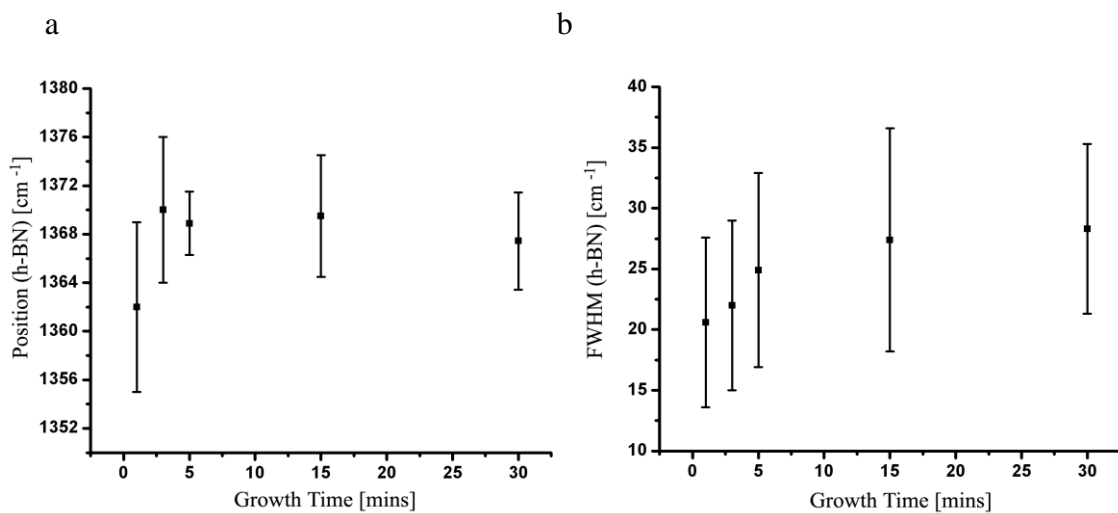 a
b
1380
1376
1372
1368
1364
1360
1356
1352
Position (h-BN) [cm -1]
0 5 10 15 20 25 30
Growth Time [mins]
40
35
30
25
20
15
10
FWHM (h-BN) [cm -1]
0 5 10 15 20 25 30
Growth Time [mins]